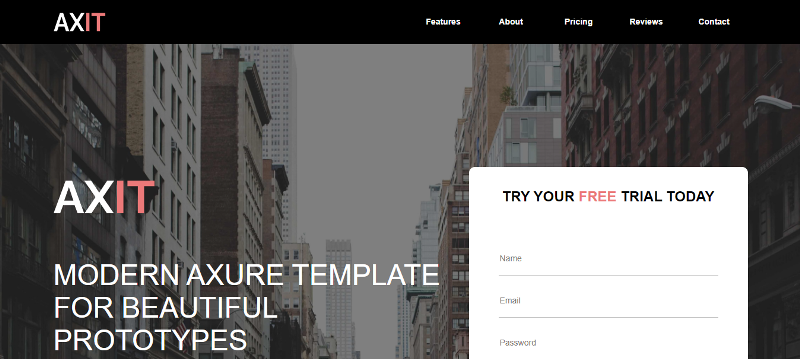 AXIT
Features About Pricing Reviews Contact
AXIT
MODERN AXURE TEMPLATE
FOR BEAUTIFUL
PROTOTYPES
TRY YOUR FREE TRIAL TODAY
Name
Email
Password